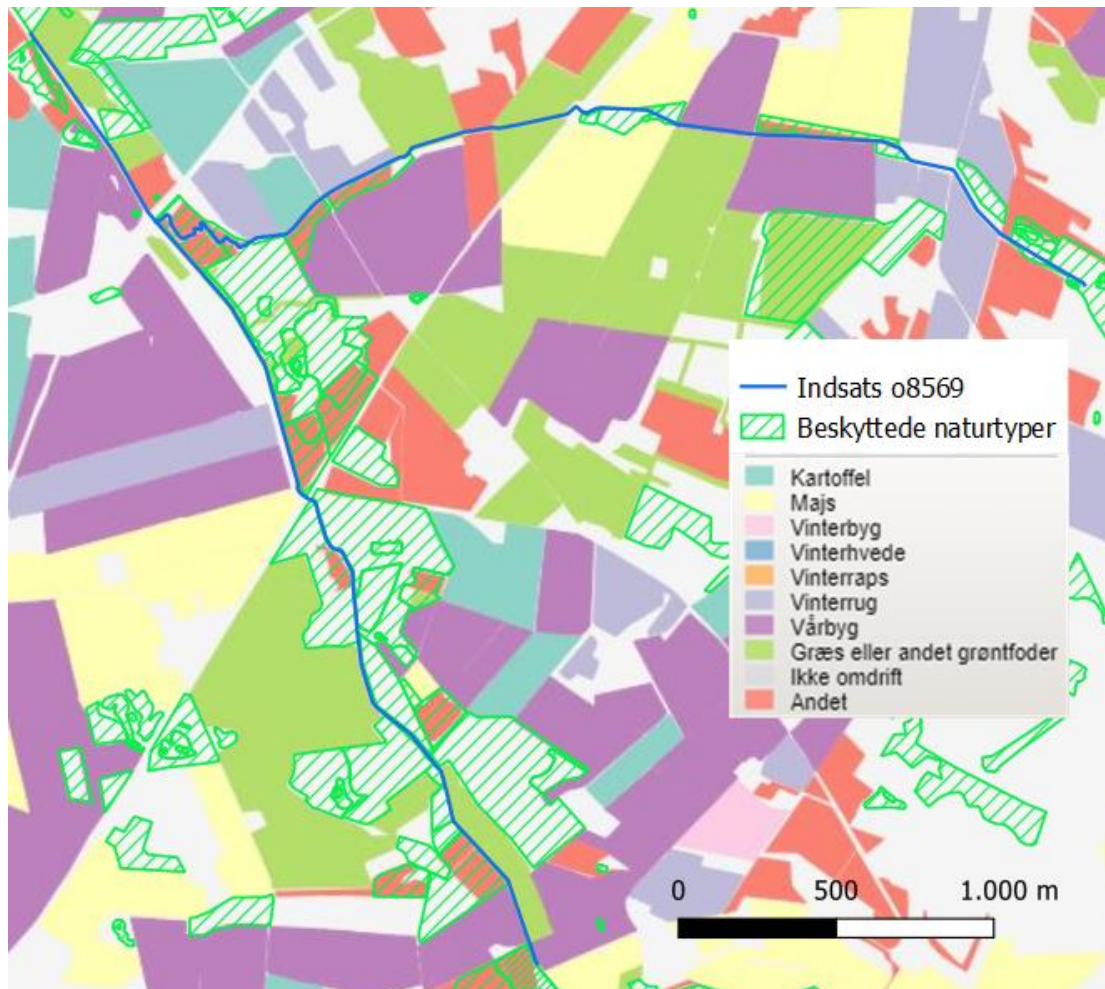 Indsats o8569
Beskyttede naturtyper
Kartoffel
Majs
Vinterbyg
Vinterhvede
Vinterraps
Vinterrug
Vårbyg
Græs eller andet grøntfoder
Ikke omdrift
Andet
0 500 1.000 m